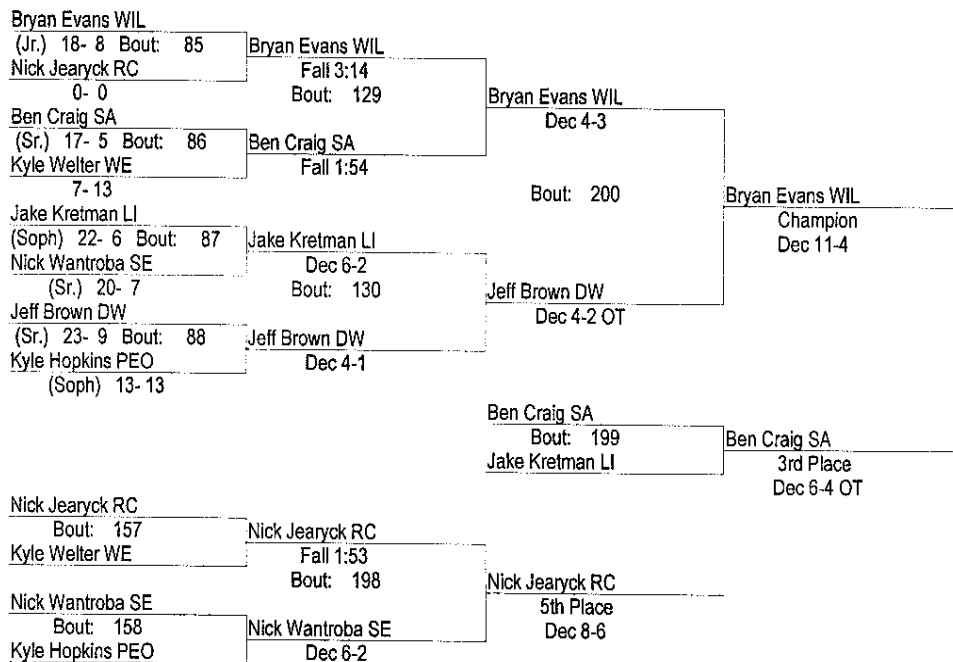 Bryan Evans WIL
(Jr.) 18- 8 Bout: 85
Nick Jearyck RC
0- 0
Ben Craig SA
(Sr.) 17- 5 Bout: 86
Kyle Welter WE
7- 13
Jake Kretman LI
(Soph) 22- 6 Bout: 87
Nick Wantroba SE
(Sr.) 20- 7
Jeff Brown DW
(Sr.) 23- 9 Bout: 88
Kyle Hopkins PEO
(Soph) 13- 13
Bryan Evans WIL
Fall 3:14
Bout: 129
Ben Craig SA
Fall 1:54
Jake Kretman LI
Dec 6-2
Bout: 130
Jeff Brown DW
Dec 4-1
Bryan Evans WIL
Dec 4-3
Bout: 200
Jeff Brown DW
Dec 4-2 OT
Bryan Evans WIL
Champion
Dec 11-4
Ben Craig SA
Bout: 199
Jake Kretman LI
Ben Craig SA
3rd Place
Dec 6-4 OT
Nick Jearyck RC
Bout: 157
Kyle Welter WE
Nick Wantroba SE
Bout: 158
Kyle Hopkins PEO
Nick Jearyck RC
Fall 1:53
Bout: 198
Nick Wantroba SE
Dec 6-2
Nick Jearyck RC
5th Place
Dec 8-6